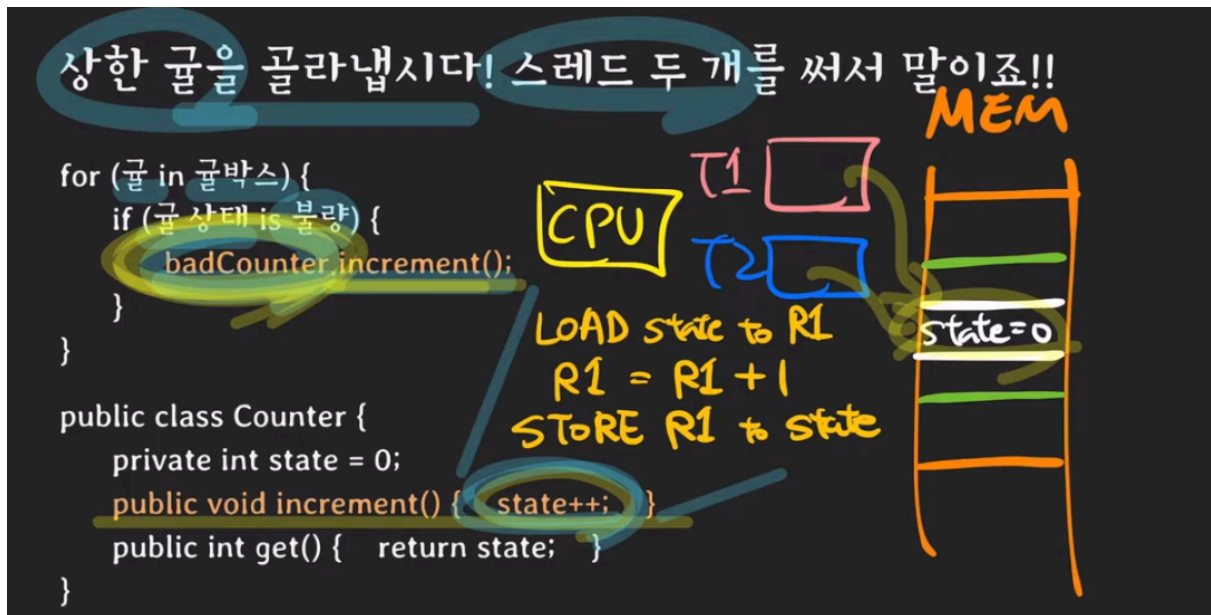 상한 귤을 골라냅시다! 스레드 두 개를 써서 말이죠!!
for (귤 in 귤박스) {
if (귤 상태 is 불량) {
badCounter.increment();
}
}
public class Counter {
private int state = 0;
public void increment() { state++; }
public int get() { return state; }
}
CPU
T1
T2
LOAD state to R1
R1 = R1 + 1
STORE R1 to state
MEM
state=0